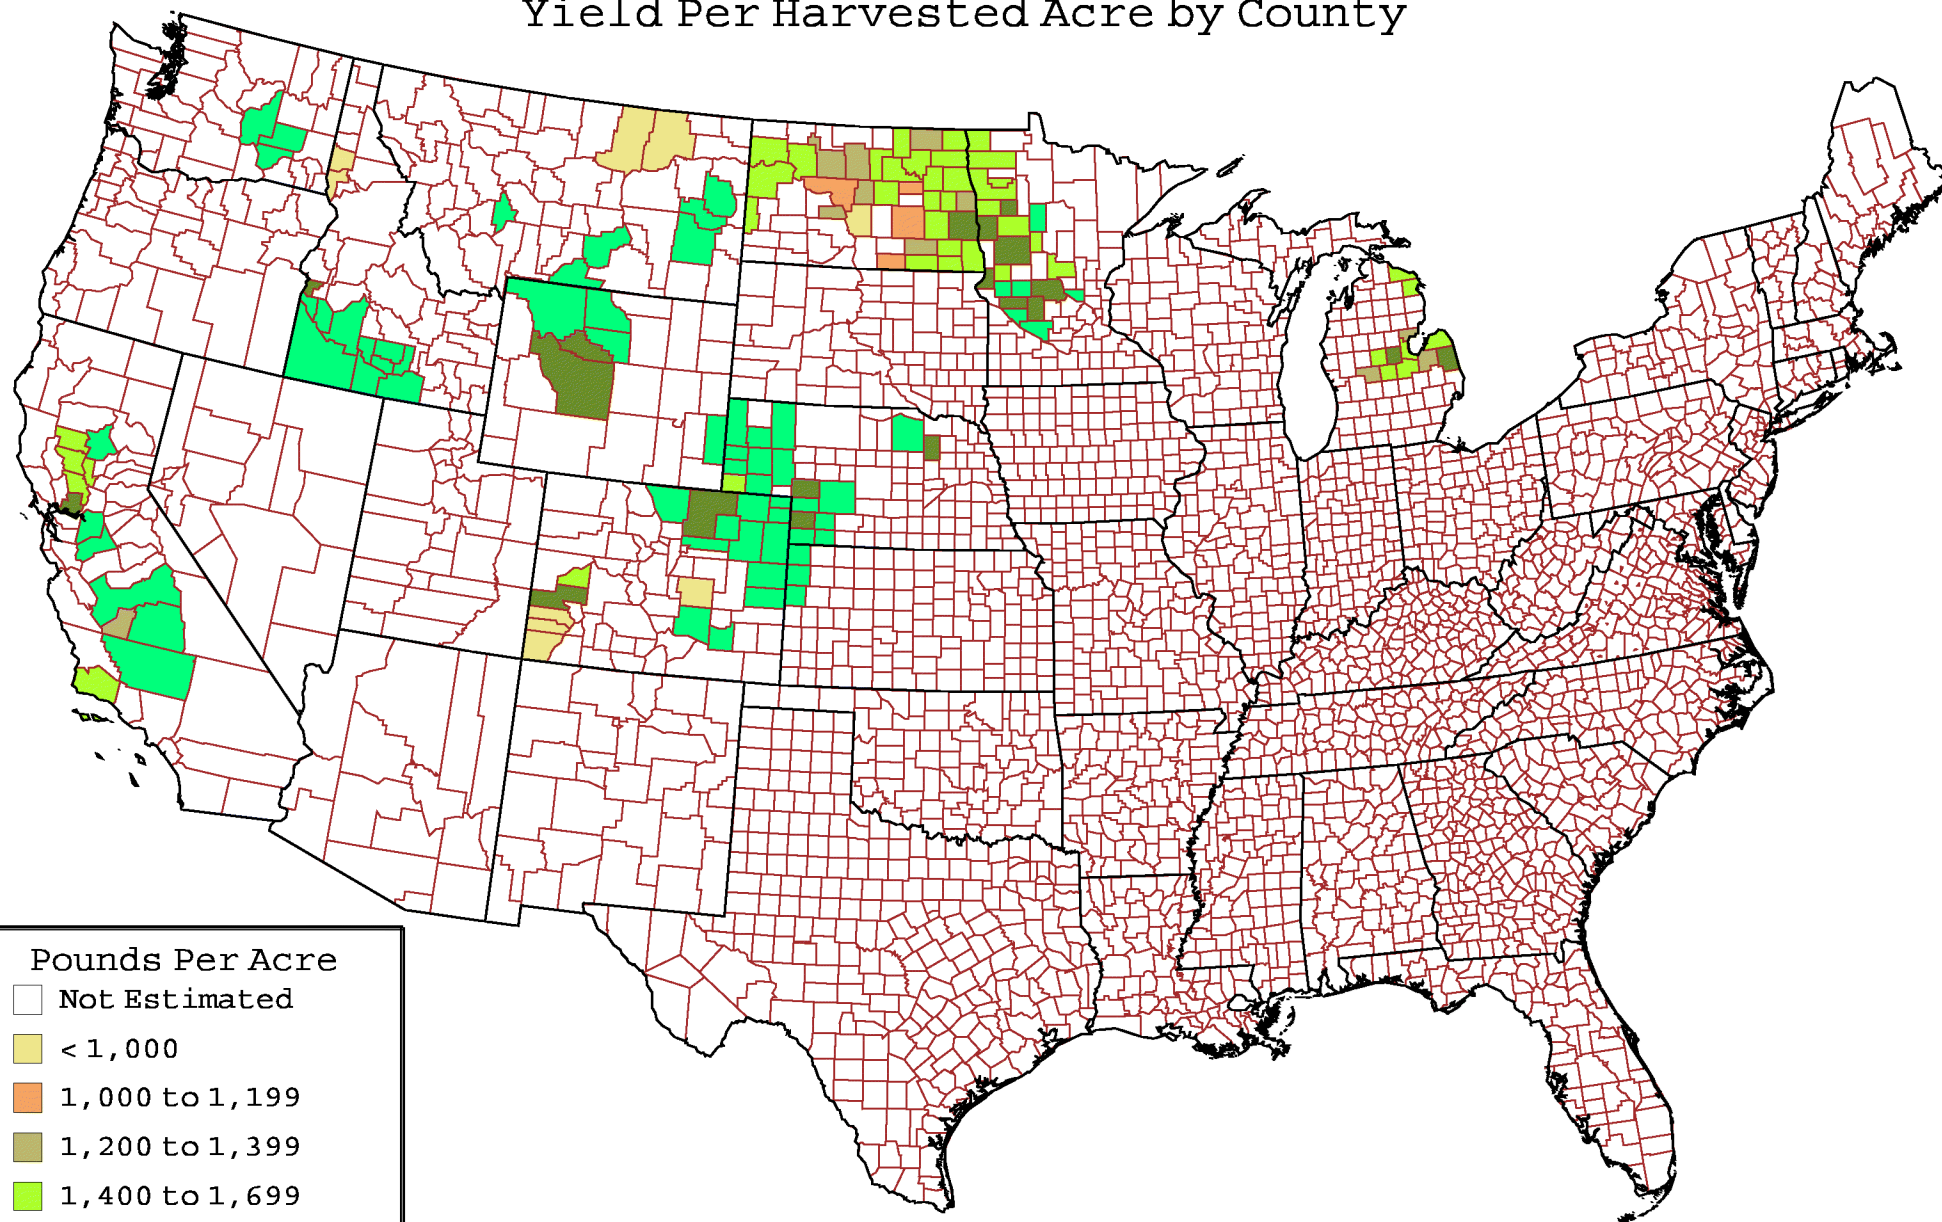 Yield Per Harvested Acre by County
Pounds Per Acre
Not Estimated
< 1,000
1,000 to 1,199
1,200 to 1,399
1,400 to 1,699